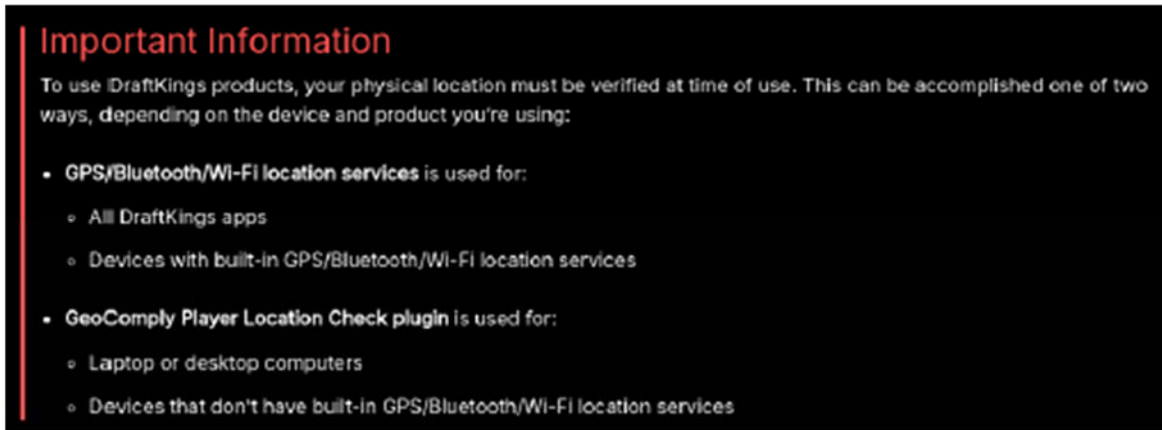 Important Information
To use DraftKings products, your physical location must be verified at time of use. This can be accomplished one of two
ways, depending on the device and product you're using:
• GPS/Bluetooth/Wi-Fi location services is used for:
◦ All DraftKings apps
◦ Devices with built-in GPS/Bluetooth/Wi-Fi location services
• GeoComply Player Location Check plugin is used for:
◦ Laptop or desktop computers
◦ Devices that don't have built-in GPS/Bluetooth/Wi-Fi location services